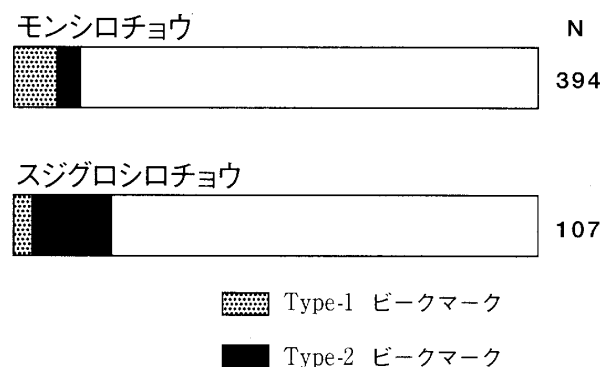 モンシロチョウ N
394
スジグロシロチョウ
107
Type-1 ビークマーク
Type-2 ビークマーク